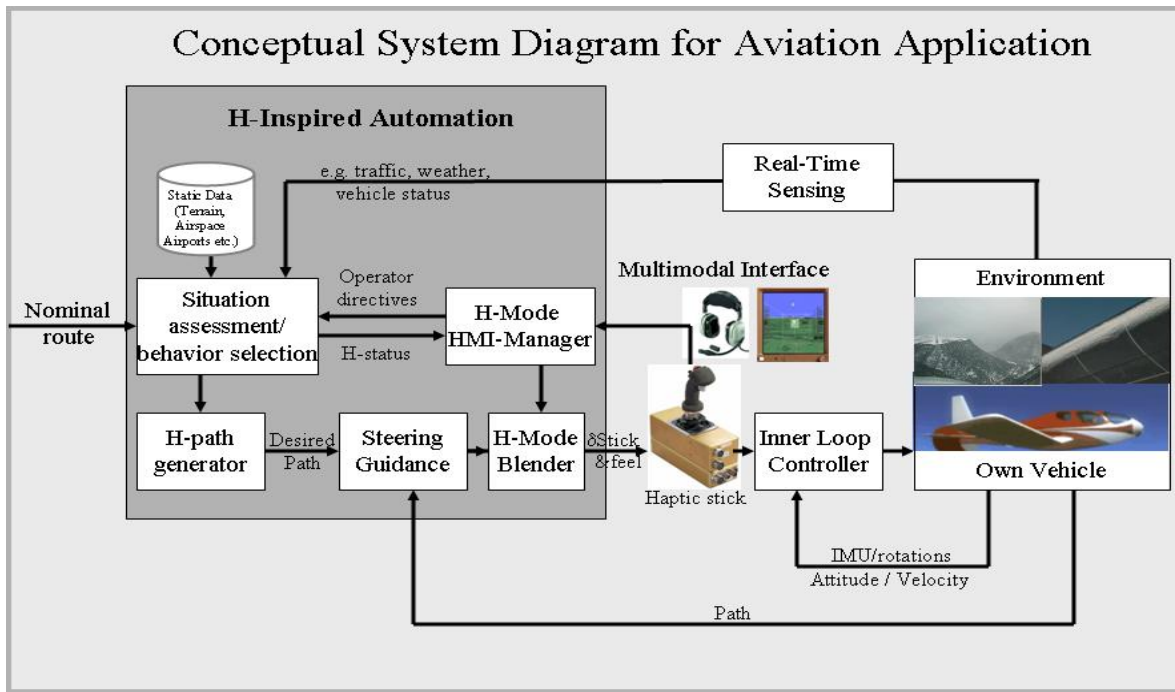 Conceptual System Diagram for Aviation Application
H-Inspired Automation
e.g. traffic, weather,
vehicle status
Real-Time
Sensing
Static Data
(Terrain,
Airspace
Airports etc.)
Nominal
route
Situation
assessment/
behavior selection
Operator
directives
H-status
H-Mode
HMI-Manager
Multimodal Interface
Environment
H-path
generator
Desired
Path
Steering
Guidance
H-Mode
Blender
δStick
&feel
Haptic stick
Inner Loop
Controller
Own Vehicle
IMU/rotations
Attitude / Velocity
Path